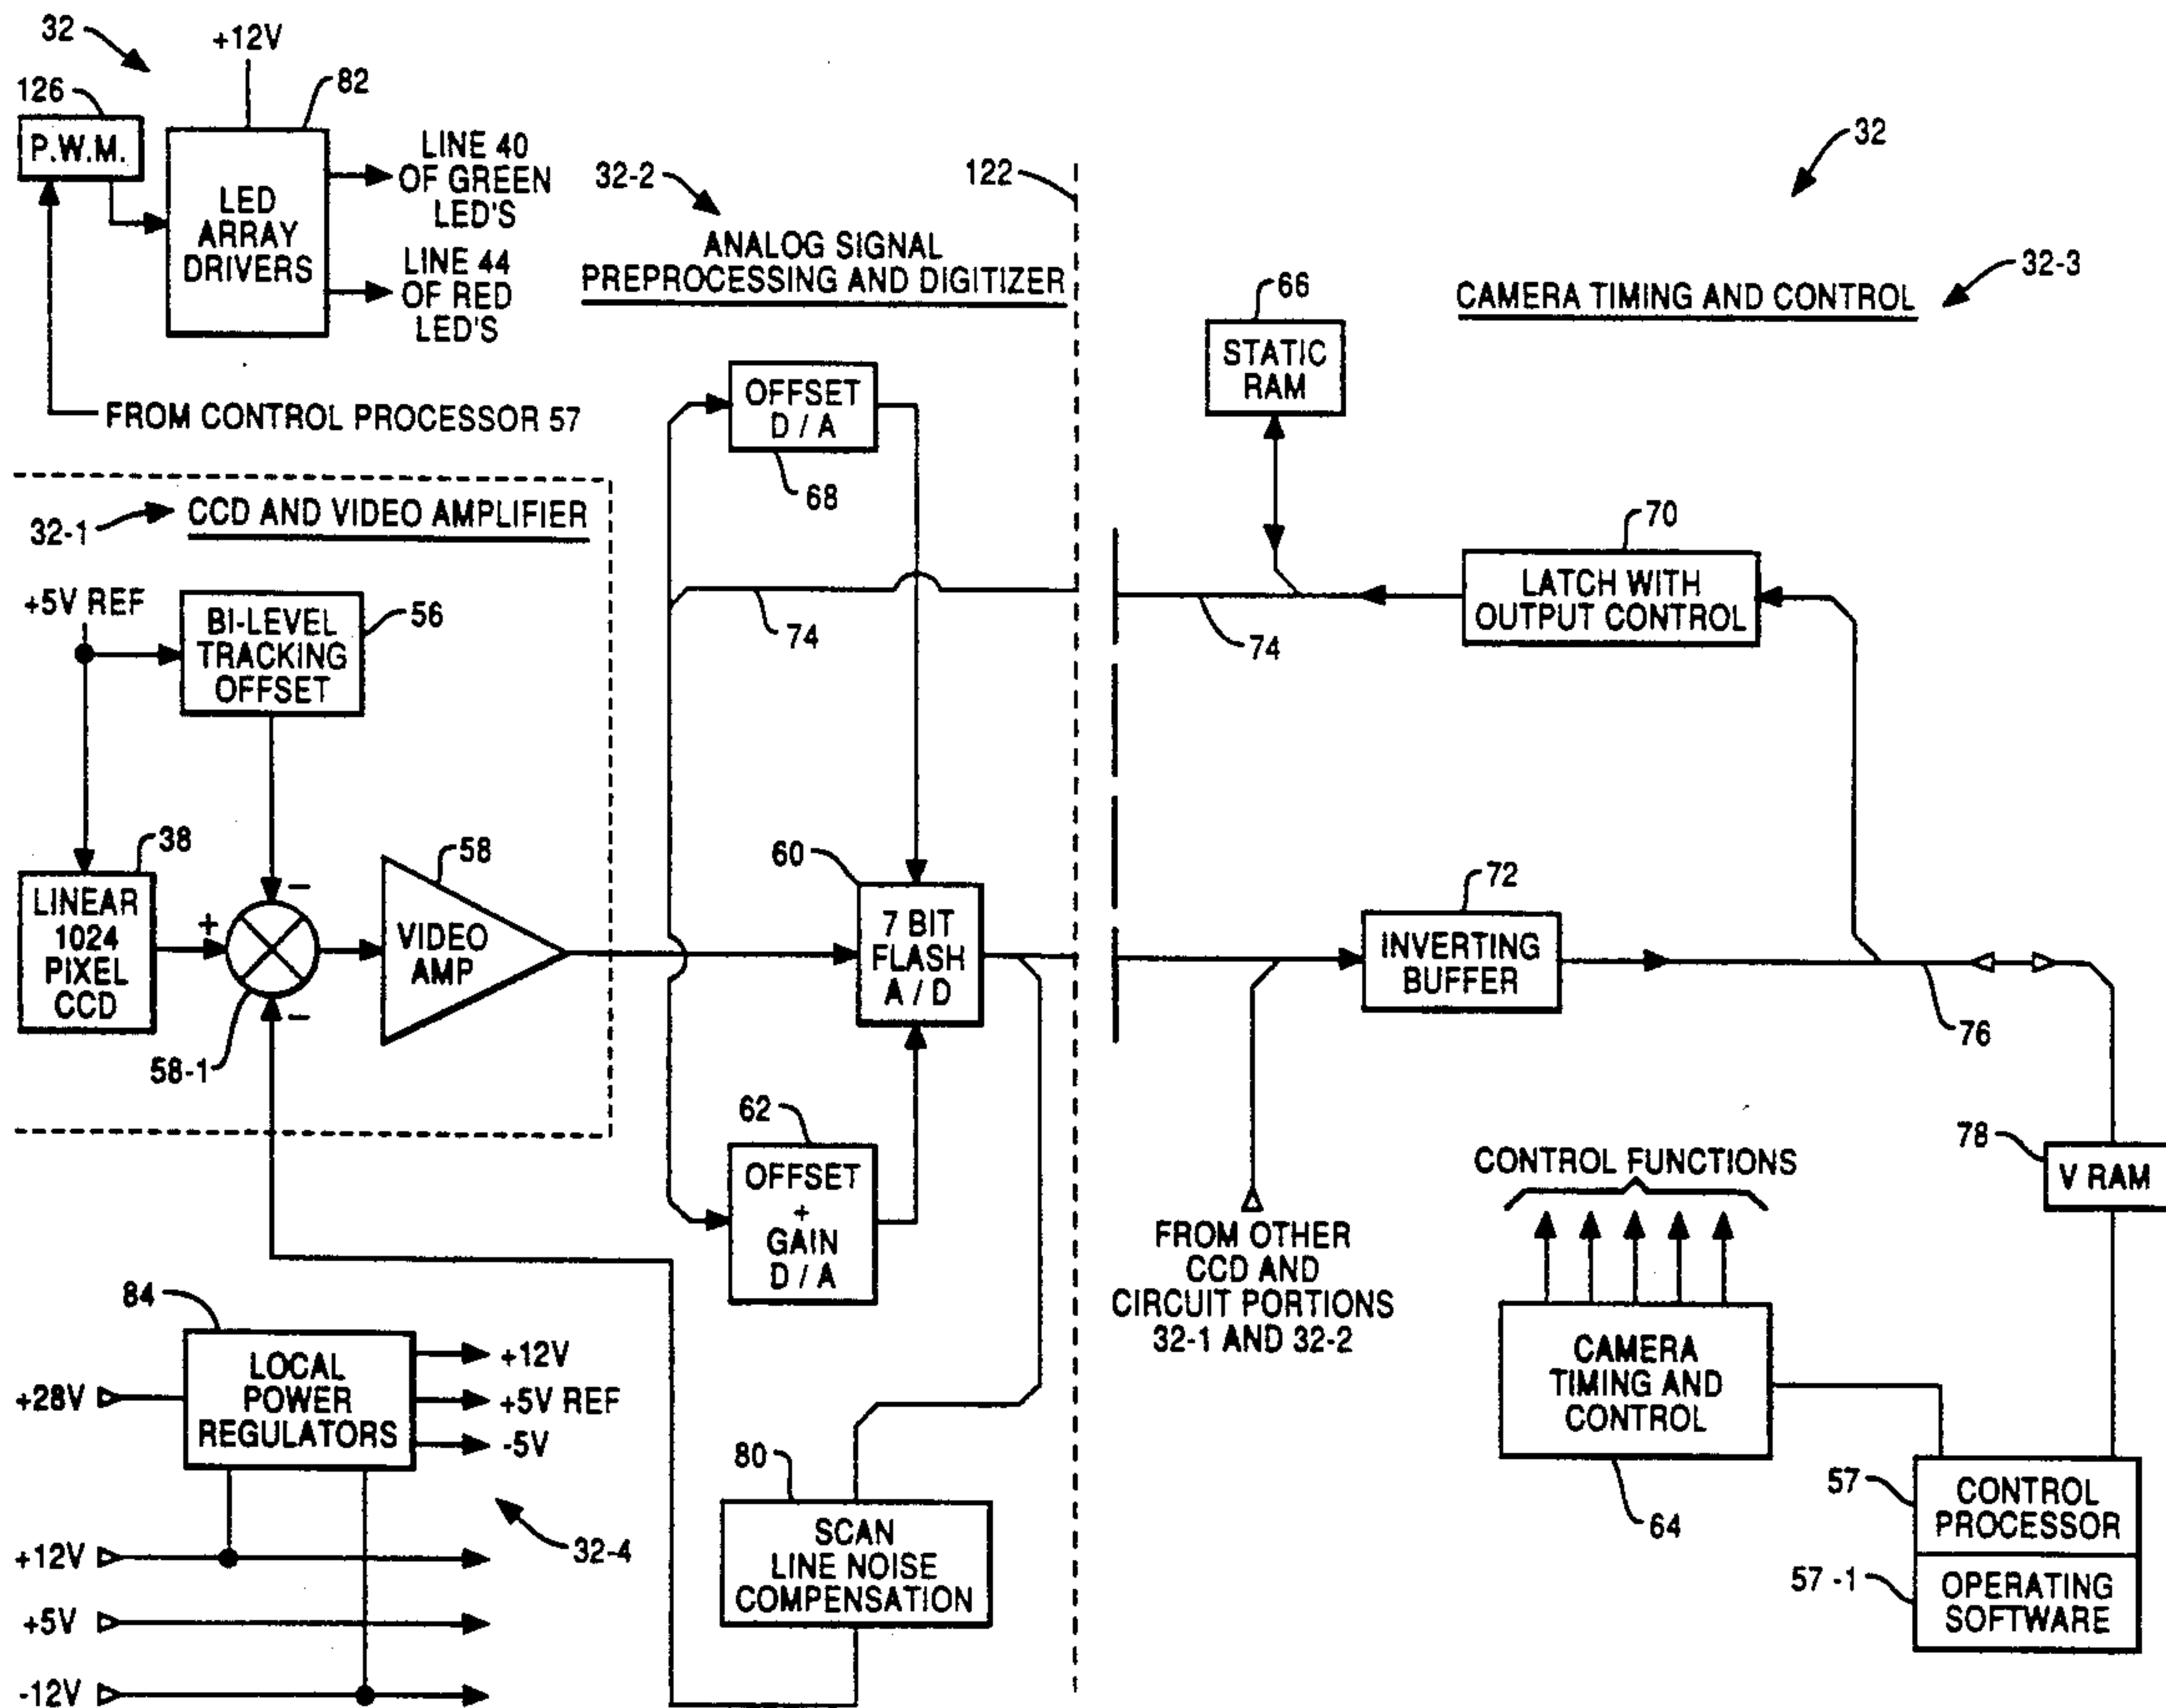 32
+12V
126
82
P.W.M.
LED
ARRAY
DRIVERS
LINE 40
OF GREEN
LED'S
LINE 44
OF RED
LED'S
FROM CONTROL PROCESSOR 57
32-2
ANALOG SIGNAL
PREPROCESSING AND DIGITIZER
122
32
32-3
CAMERA TIMING AND CONTROL
66
STATIC
RAM
OFFSET
D / A
68
32-1
CCD AND VIDEO AMPLIFIER
+5V REF
BI-LEVEL
TRACKING
OFFSET
56
74
74
70
LATCH WITH
OUTPUT CONTROL
38
LINEAR
1024
PIXEL
CCD
+
−
−
58-1
58
VIDEO
AMP
60
7 BIT
FLASH
A / D
72
INVERTING
BUFFER
76
62
OFFSET
+
GAIN
D / A
FROM OTHER
CCD AND
CIRCUIT PORTIONS
32-1 AND 32-2
CONTROL FUNCTIONS
78
V RAM
CAMERA
TIMING AND
CONTROL
64
84
+28V
LOCAL
POWER
REGULATORS
+12V
+5V REF
-5V
32-4
+12V
+5V
-12V
80
SCAN
LINE NOISE
COMPENSATION
57
CONTROL
PROCESSOR
57 -1
OPERATING
SOFTWARE